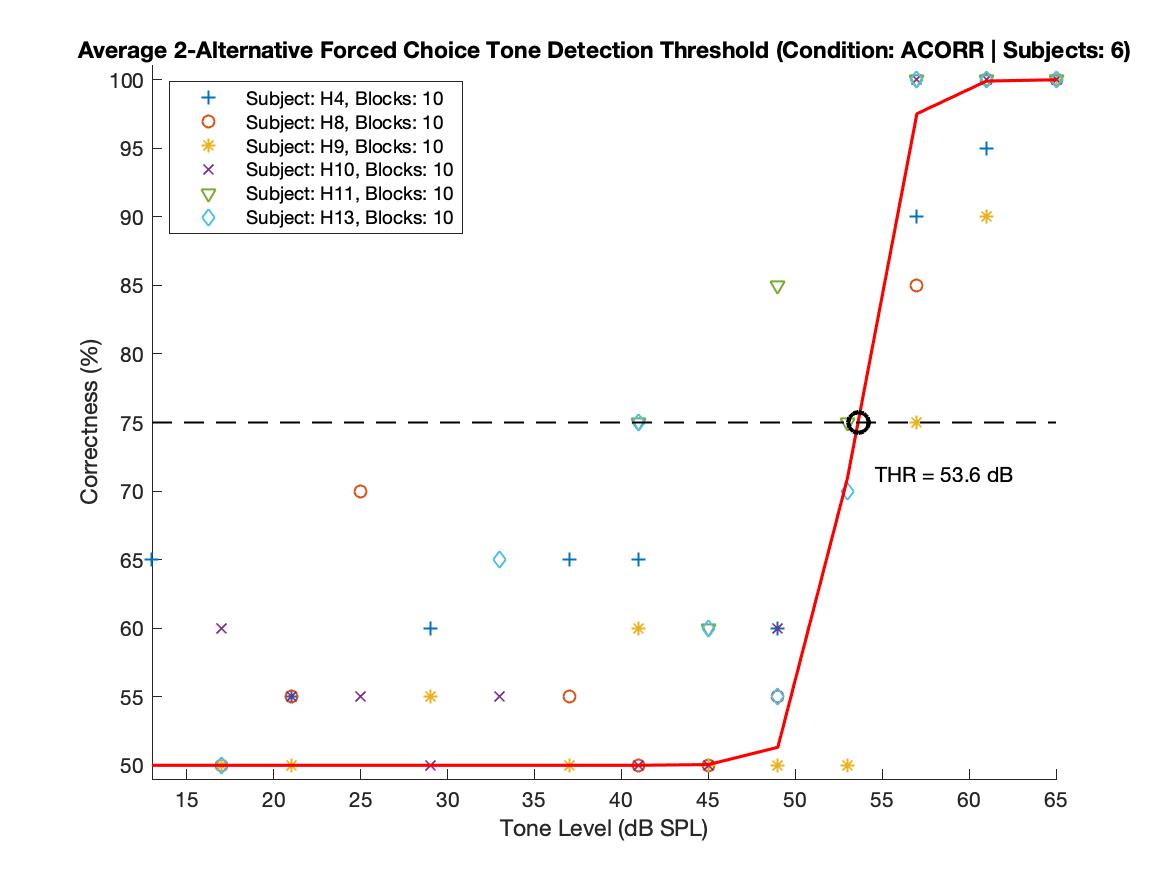 Average 2-Alternative Forced Choice Tone Detection Threshold (Condition: ACORR | Subjects: 6)
100
95
90
85
80
75
70
65
60
55
50
Correctness (%)
Subject: H4, Blocks: 10
Subject: H8, Blocks: 10
Subject: H9, Blocks: 10
Subject: H10, Blocks: 10
Subject: H11, Blocks: 10
Subject: H13, Blocks: 10
THR = 53.6 dB
15 20 25 30 35 40 45 50 55 60 65
Tone Level (dB SPL)